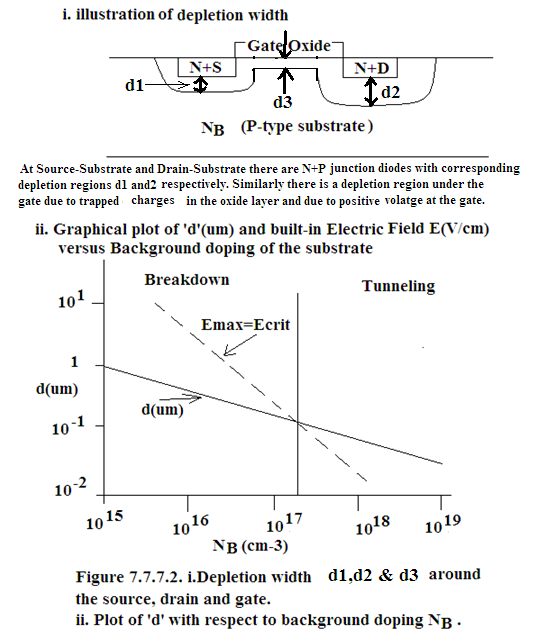 i. illustration of depletion width
Gate Oxide
N+S
N+D
d1
d2
d3
NB (P-type substrate)
At Source-Substrate and Drain-Substrate there are N+P junction diodes with corresponding
depletion regions d1 and2 respectively. Similarly there is a depletion region under the
gate due to trapped charges in the oxide layer and due to positive volatge at the gate.
ii. Graphical plot of 'd'(um) and built-in Electric Field E(V/cm)
versus Background doping of the substrate
Breakdown
Tunneling
10^1
Emax=Ecrit
1
d(um)
d(um)
10^-1
10^-2
10^15
10^16
10^17
10^18
10^19
NB (cm-3)
Figure 7.7.7.2. i.Depletion width d1,d2 & d3 around
the source, drain and gate.
ii. Plot of 'd' with respect to background doping NB .